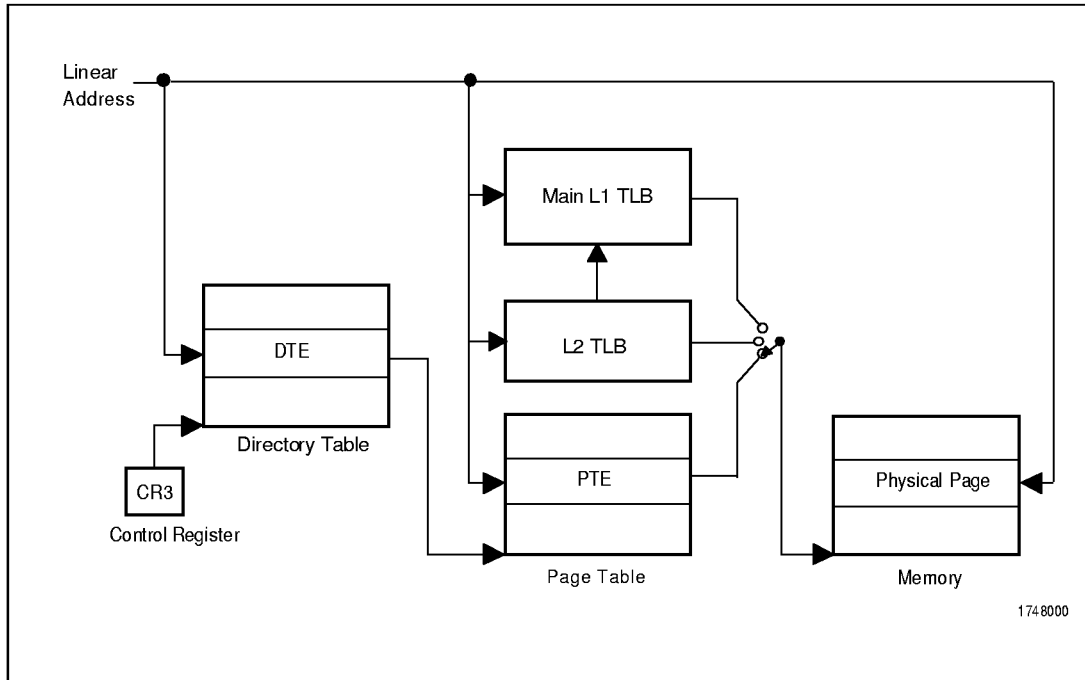 Linear
Address
Main L1 TLB
L2 TLB
DTE
Directory Table
CR3
Control Register
PTE
Page Table
Physical Page
Memory
1748000